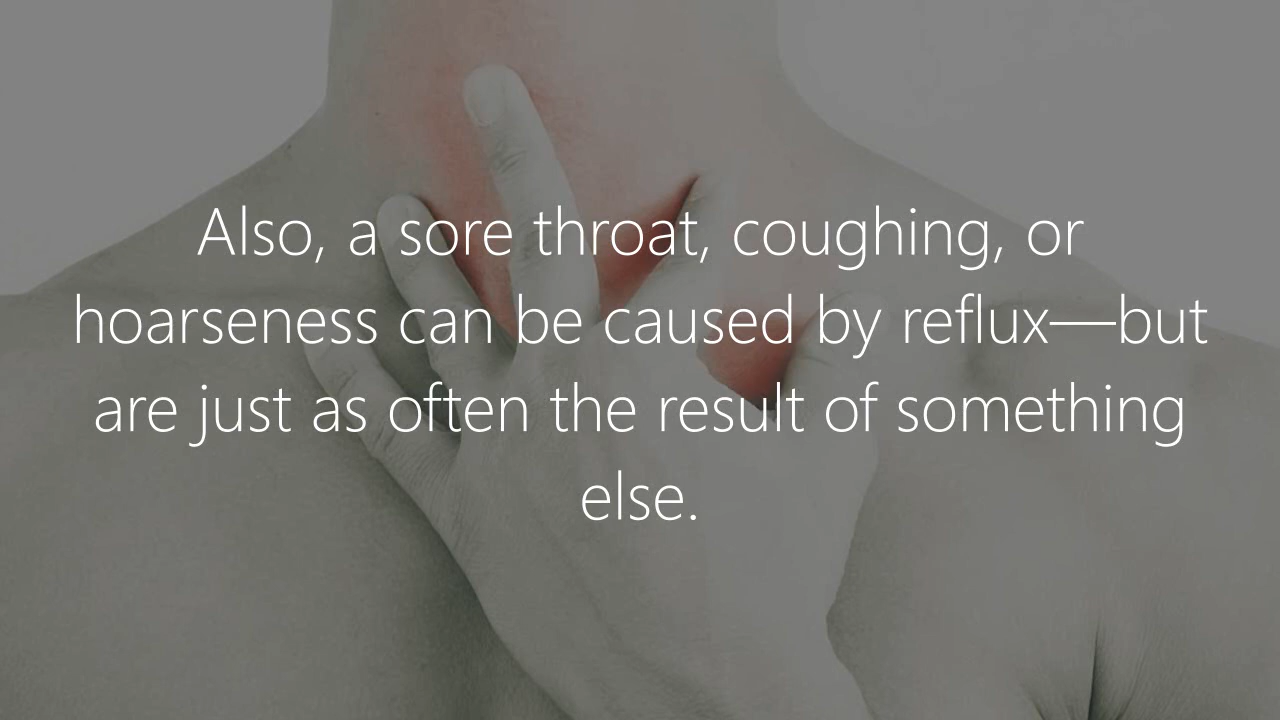 Also, a sore throat, coughing, or
hoarseness can be caused by reflux—but
are just as often the result of something
else.